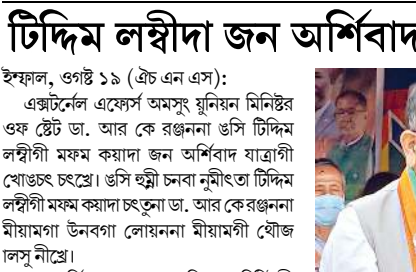 টিদ্দিম লম্বীদা জন অর্শিবাদ
ইম্ফাল, ওগষ্ট ১৯ (ঐচ এন এস):
এক্সটর্নেল এফের্স অমসুং য়ুনিয়ন মিনিষ্টর
ওফ ষ্টেট ডা. আর কে রঞ্জননা ঙসি টিদ্দিম
লম্বীগী মফম কয়াদা জন অর্শিবাদ যাত্রাগী
খোঙচৎ চৎখ্রে। ঙসি হুম্নী চনবা নুমীৎতা টিদ্দিম
লম্বীগী মফম কয়াদা চৎতুনা ডা. আর কে রঞ্জননা
মীয়ামগা উনবগা লোয়ননা মীয়ামগী থৌজ
ালসু নীখ্রে।